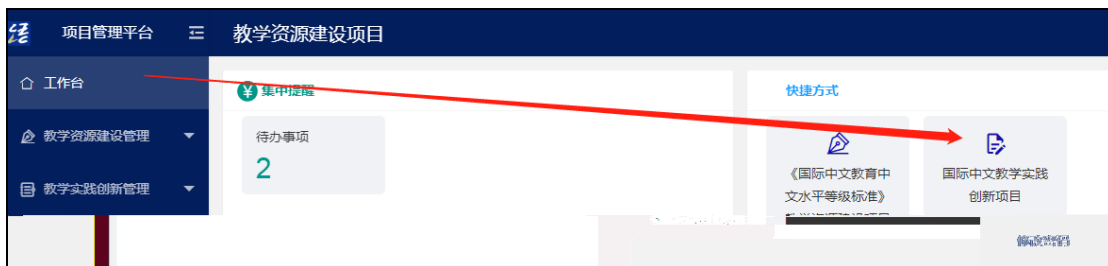 项目管理平台
教学资源建设项目
工作台
集中提醒
快捷方式
教学资源建设管理
待办事项
2
教学实践创新管理
《国际中文教育中
文水平等级标准》
国际中文教学实践
创新项目